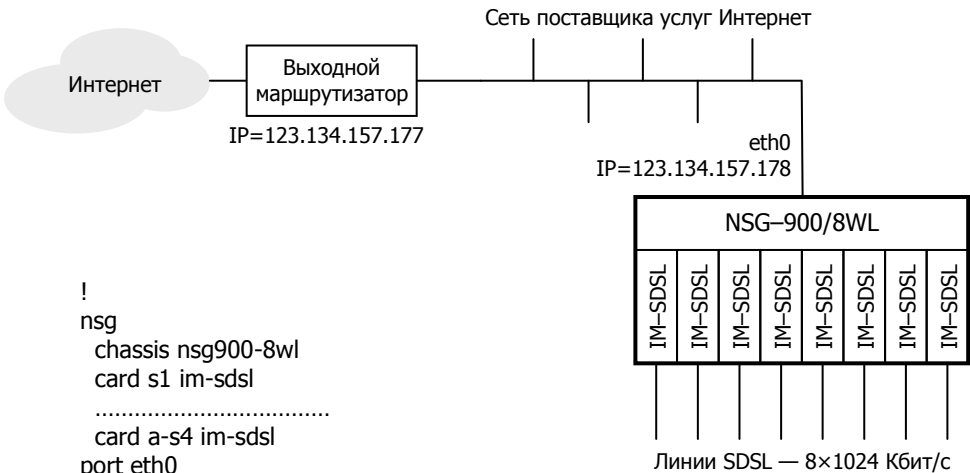 Сеть поставщика услуг Интернет
Интернет
Выходной
маршрутизатор
IP=123.134.157.177
eth0
IP=123.134.157.178
NSG–900/8WL
IM–SDSL
IM–SDSL
IM–SDSL
IM–SDSL
IM–SDSL
IM–SDSL
IM–SDSL
IM–SDSL
Линии SDSL — 8×1024 Кбит/с
!
nsg
chassis nsg900-8wl
card s1 im-sdsl
...................................
card a-s4 im-sdsl
port eth0